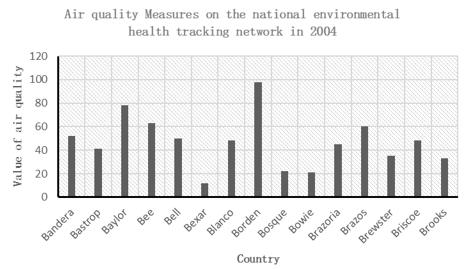 Air quality Measures on the national environmental
health tracking network in 2004
Value of air quality
120
100
80
60
40
20
0
Bandera
Bastrop
Baylor
Bee
Bell
Bexar
Blanco
Borden
Bosque
Bowie
Brazoria
Brazos
Brewster
Briscoe
Brooks
Country